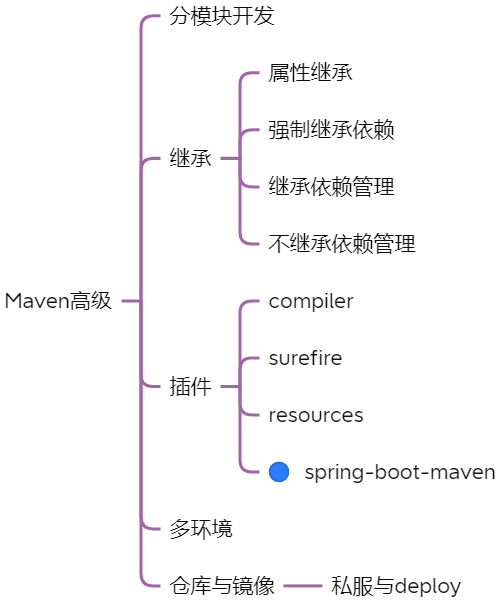 Maven高级
分模块开发
继承
属性继承
强制继承依赖
继承依赖管理
不继承依赖管理
插件
compiler
surefire
resources
spring-boot-maven
多环境
仓库与镜像
私服与deploy